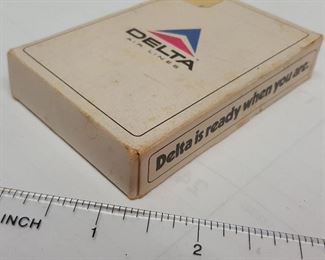 DELTA
AIR LINES
Delta is ready when you are.
INCH 1 2